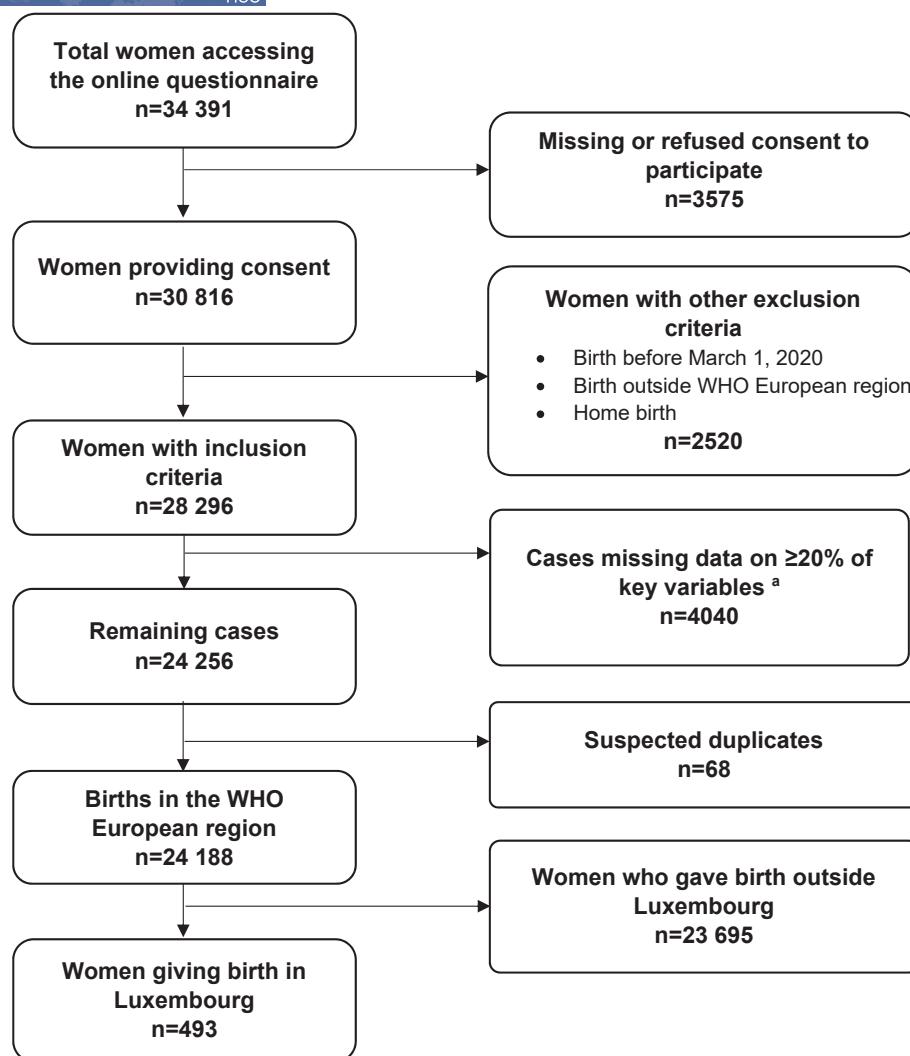 Total women accessing
the online questionnaire
n=34 391
Missing or refused consent to
participate
n=3575
Women providing consent
n=30 816
Women with other exclusion
criteria
• Birth before March 1, 2020
• Birth outside WHO European region
• Home birth
n=2520
Women with inclusion
criteria
n=28 296
Cases missing data on ≥20% of
key variables ª
n=4040
Remaining cases
n=24 256
Suspected duplicates
n=68
Births in the WHO
European region
n=24 188
Women who gave birth outside
Luxembourg
n=23 695
Women giving birth in
Luxembourg
n=493